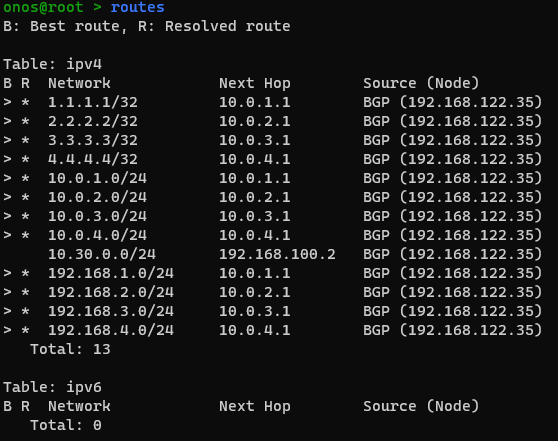 onos@root > routes
B: Best route, R: Resolved route

Table: ipv4
B R  Network            Next Hop        Source (Node)
> *  1.1.1.1/32         10.0.1.1        BGP (192.168.122.35)
> *  2.2.2.2/32         10.0.2.1        BGP (192.168.122.35)
> *  3.3.3.3/32         10.0.3.1        BGP (192.168.122.35)
> *  4.4.4.4/32         10.0.4.1        BGP (192.168.122.35)
> *  10.0.1.0/24        10.0.1.1        BGP (192.168.122.35)
> *  10.0.2.0/24        10.0.2.1        BGP (192.168.122.35)
> *  10.0.3.0/24        10.0.3.1        BGP (192.168.122.35)
> *  10.0.4.0/24        10.0.4.1        BGP (192.168.122.35)
     10.30.0.0/24       192.168.100.2   BGP (192.168.122.35)
> *  192.168.1.0/24     10.0.1.1        BGP (192.168.122.35)
> *  192.168.2.0/24     10.0.2.1        BGP (192.168.122.35)
> *  192.168.3.0/24     10.0.3.1        BGP (192.168.122.35)
> *  192.168.4.0/24     10.0.4.1        BGP (192.168.122.35)
   Total: 13

Table: ipv6
B R  Network            Next Hop        Source (Node)
   Total: 0